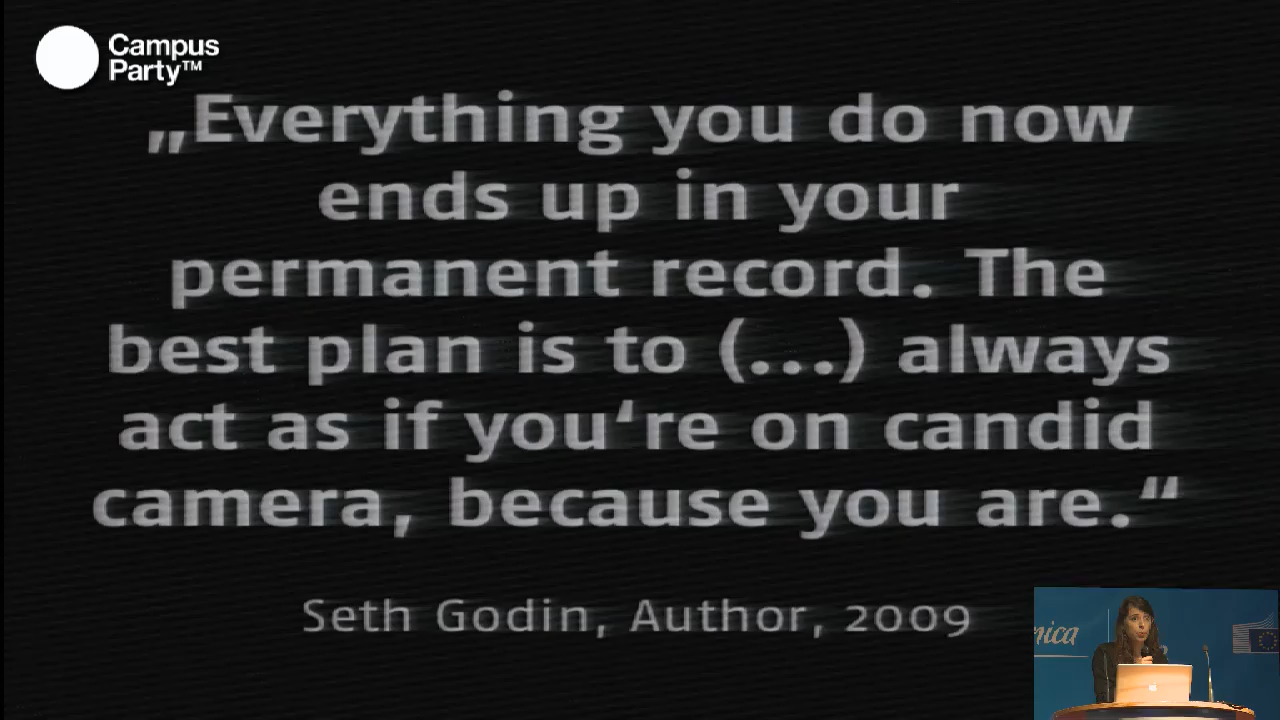 Campus
Party™
„Everything you do now
ends up in your
permanent record. The
best plan is to (...) always
act as if you‘re on candid
camera, because you are.“
Seth Godin, Author, 2009